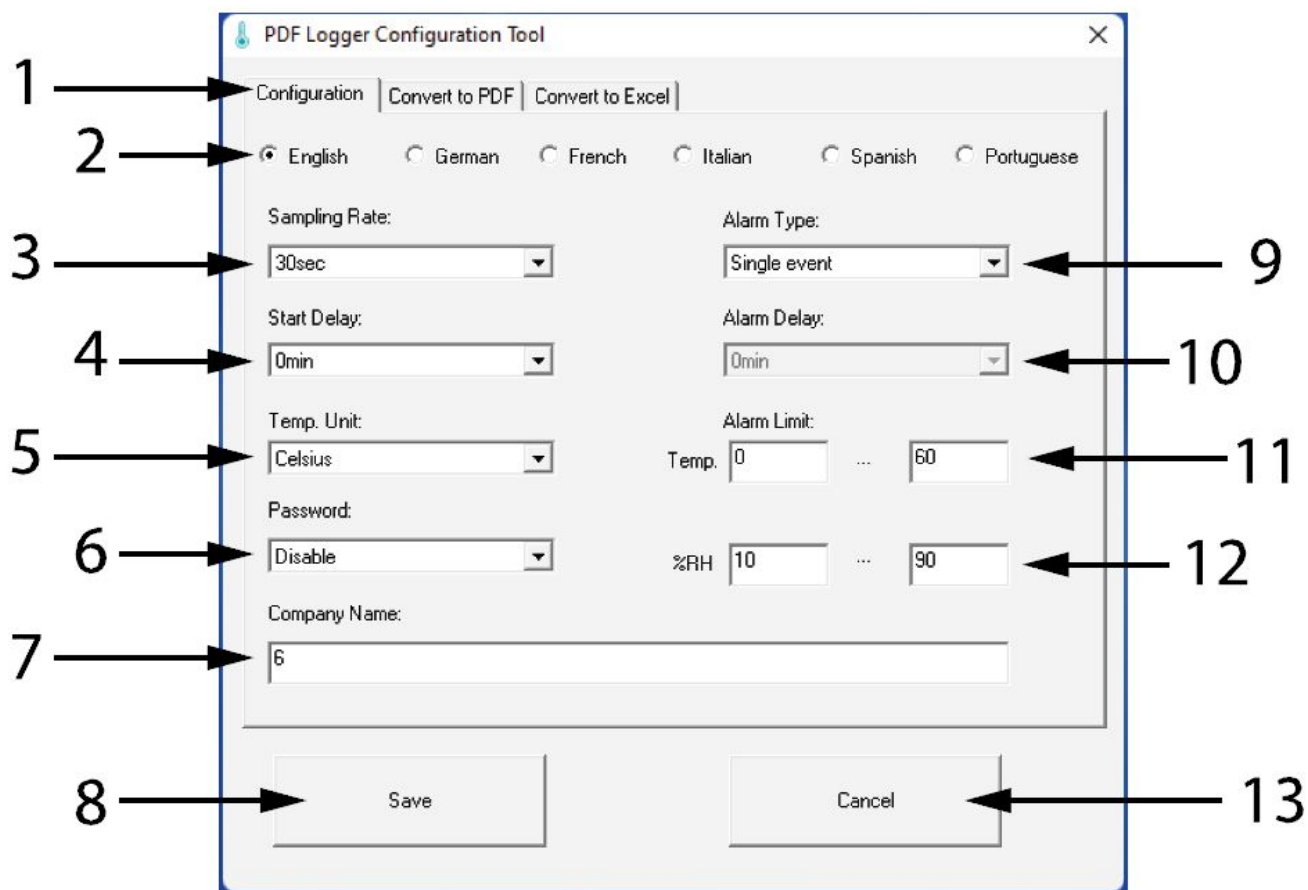 PDF Logger Configuration Tool
1 Configuration Convert to PDF Convert to Excel
2 English German French Italian Spanish Portuguese
Sampling Rate: Alarm Type:
3 30sec Single event 9
Start Delay: Alarm Delay:
4 0min 0min 10
Temp. Unit: Alarm Limit:
5 Celsius Temp. 0 ... 60 11
Password:
6 Disable %RH 10 ... 90 12
Company Name:
7 6
8 Save Cancel 13